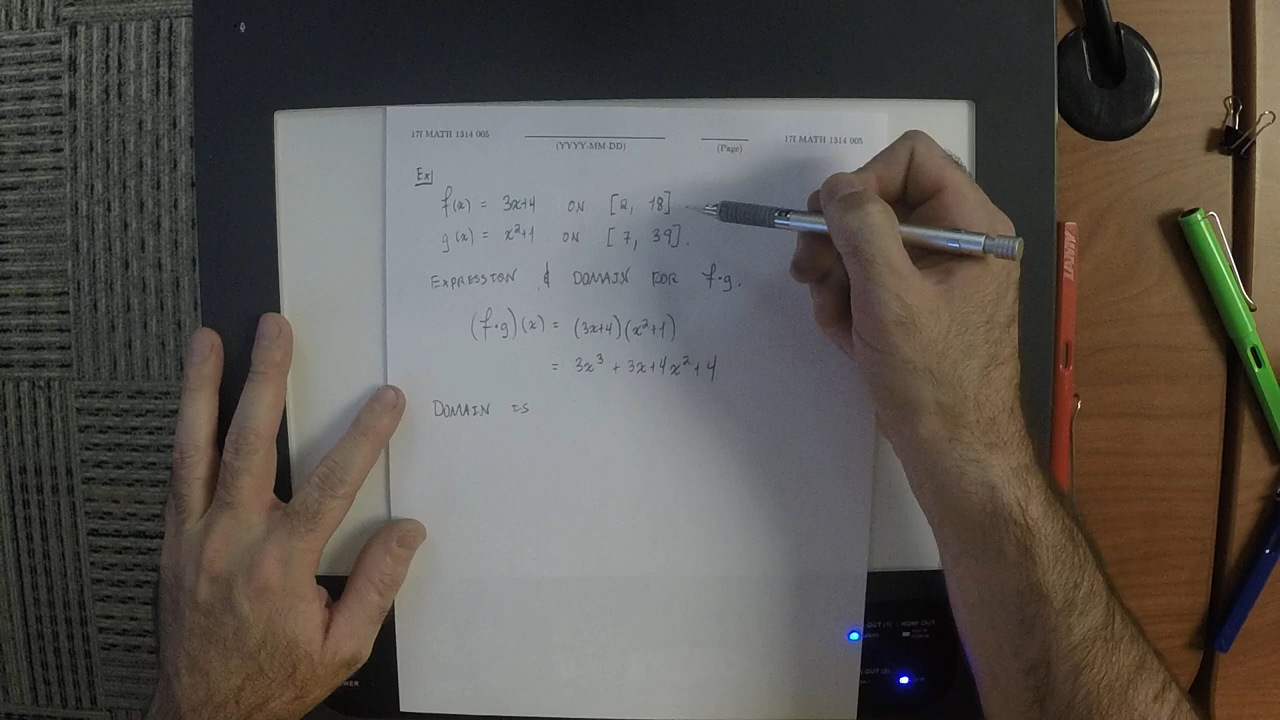 17f MATH 1314 005
(YYYY-MM-DD)
(Page)
17f MATH 1314 005
Ex
f(x) = 3x+4 ON [2, 18]
g(x) = x²+1 ON [7, 39].
EXPRESSION & DOMAIN FOR f·g.
(f·g)(x) = (3x+4)(x²+1)
= 3x³ + 3x+4x²+4
DOMAIN IS
LAMY